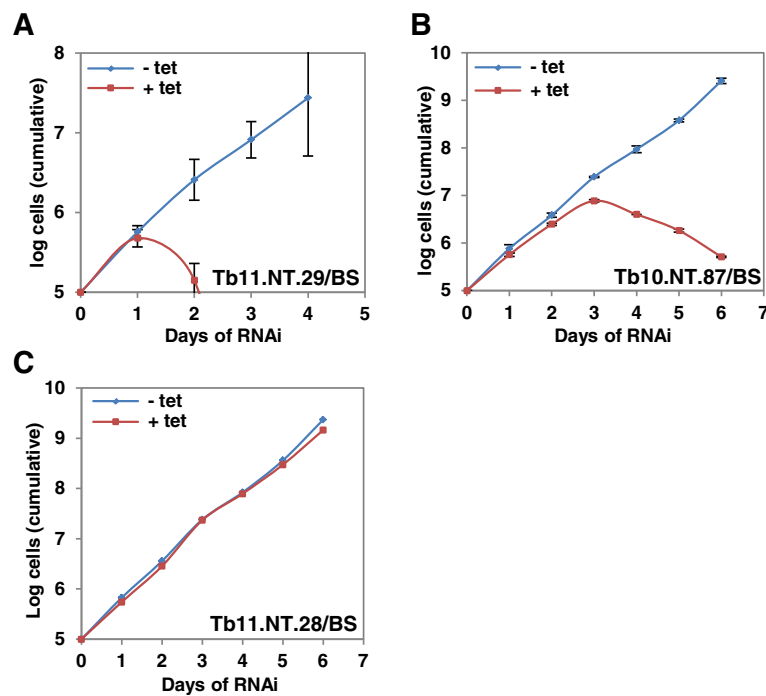 A
8
7
6
5
- tet
+ tet
log cells (cumulative)
Tb11.NT.29/BS
0 1 2 3 4 5
Days of RNAi
B
10
9
8
7
6
5
- tet
+ tet
log cells (cumulative)
Tb10.NT.87/BS
0 1 2 3 4 5 6 7
Days of RNAi
C
10
9
8
7
6
5
- tet
+ tet
Log cells (cumulative)
Tb11.NT.28/BS
0 1 2 3 4 5 6 7
Days of RNAi